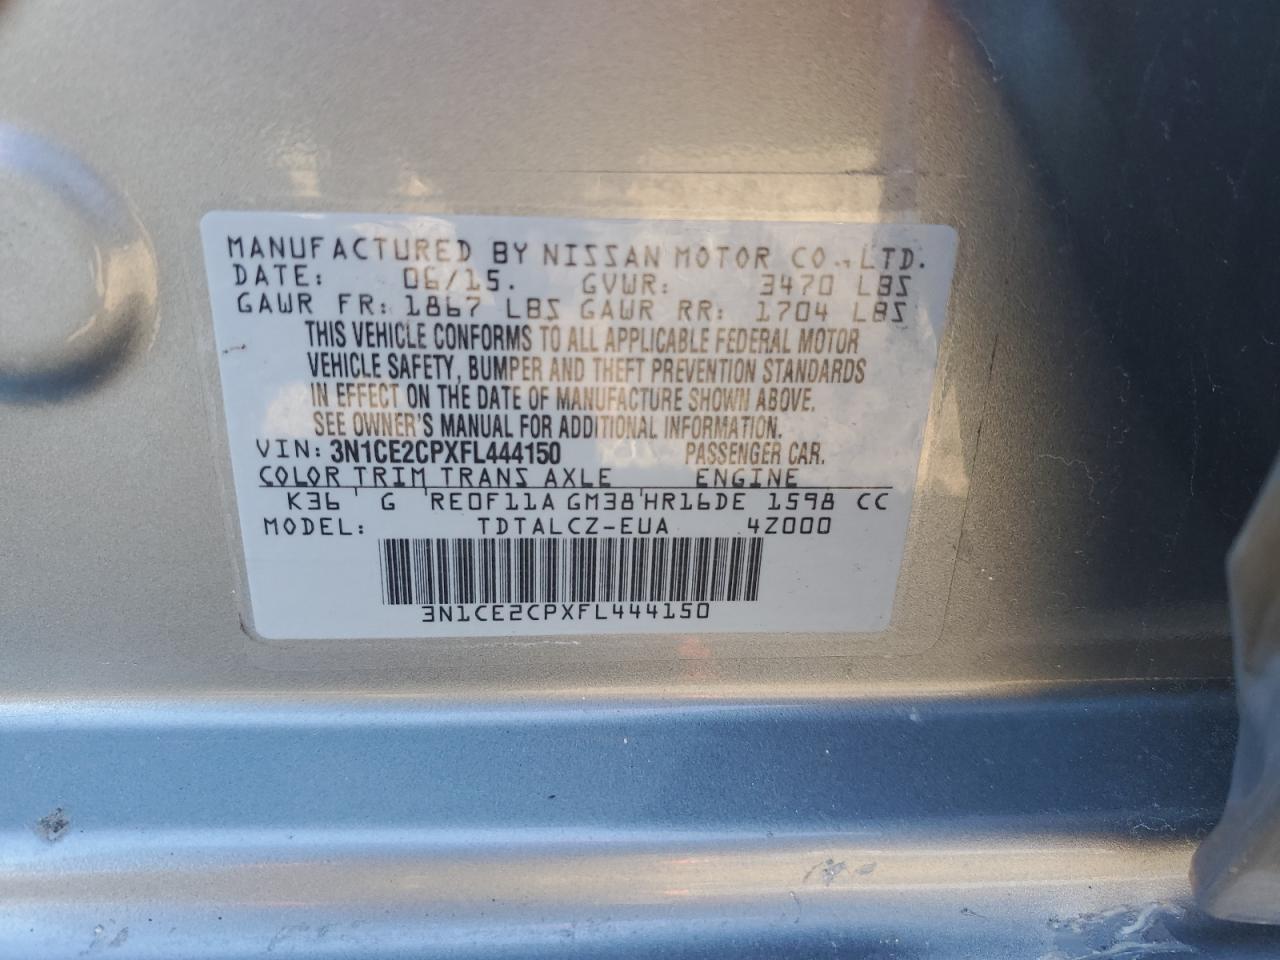 MANUFACTURED BY NISSAN MOTOR CO., LTD.
DATE: 06/15. GVWR: 3470 LBS
GAWR FR: 1867 LBS GAWR RR: 1704 LBS
THIS VEHICLE CONFORMS TO ALL APPLICABLE FEDERAL MOTOR
VEHICLE SAFETY, BUMPER AND THEFT PREVENTION STANDARDS
IN EFFECT ON THE DATE OF MANUFACTURE SHOWN ABOVE.
SEE OWNER'S MANUAL FOR ADDITIONAL INFORMATION.
VIN: 3N1CE2CPXFL444150 PASSENGER CAR.
COLOR TRIM TRANS AXLE ENGINE
K36 G RE0F11A GM38 HR16DE 1598 CC
MODEL: TDTALCZ-EUA 4Z000
3N1CE2CPXFL444150